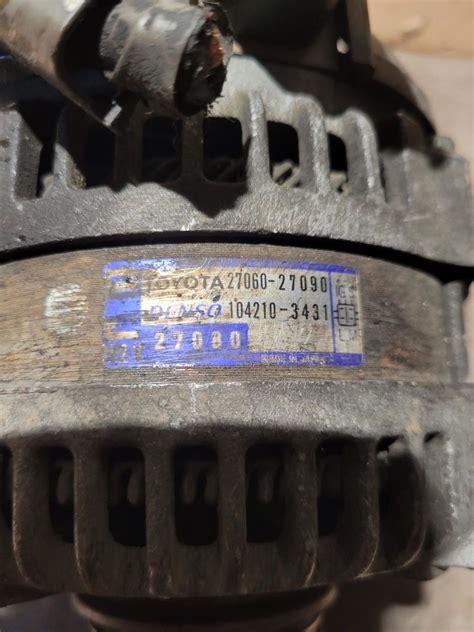 TOYOTA 27060-27090
DENSO 104210-3431
27080
MADE IN JAPAN